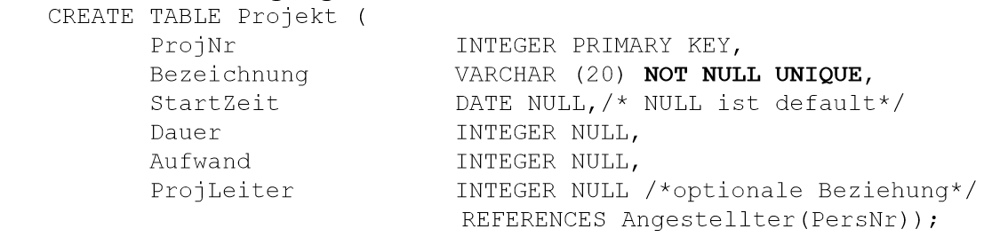 CREATE TABLE Projekt (
ProjNr INTEGER PRIMARY KEY,
Bezeichnung VARCHAR (20) NOT NULL UNIQUE,
StartZeit DATE NULL,/* NULL ist default*/
Dauer INTEGER NULL,
Aufwand INTEGER NULL,
ProjLeiter INTEGER NULL /*optionale Beziehung*/
REFERENCES Angestellter(PersNr));